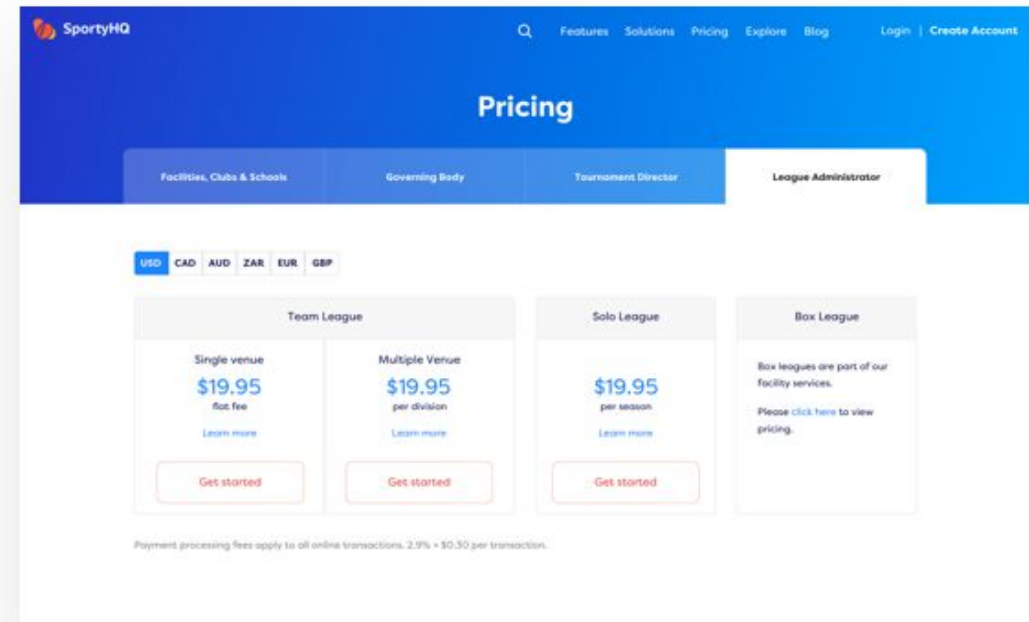 SportyHQ
Features Solutions Pricing Explore Blog Login | Create Account
Pricing
Facilities, Clubs & Schools
Governing Body
Tournament Director
League Administrator
USD CAD AUD ZAR EUR GBP
Team League
Single venue
$19.95
flat fee
Learn more
Get started
Multiple Venue
$19.95
per division
Learn more
Get started
Solo League
$19.95
per season
Learn more
Get started
Box League
Box leagues are part of our
facility services.
Please click here to view
pricing.
Payment processing fees apply to all online transactions. 2.9% + $0.30 per transaction.